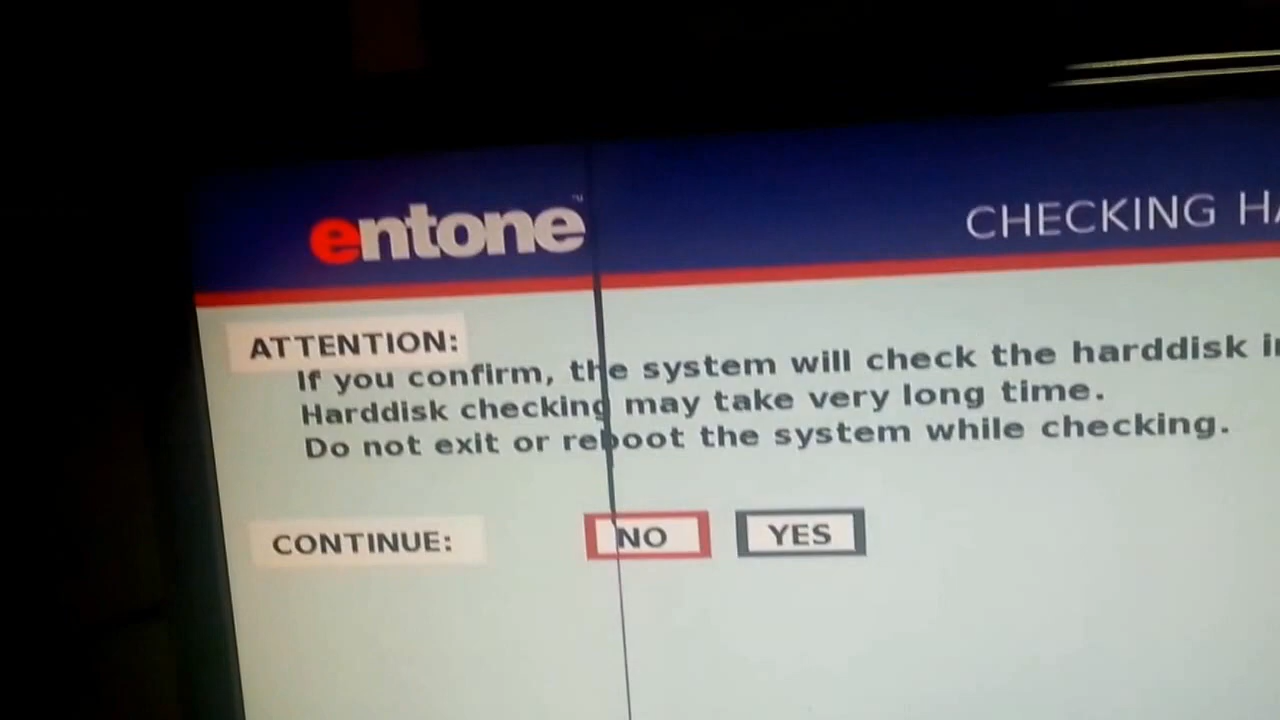 entone™
CHECKING
ATTENTION:
If you confirm, the system will check the harddisk
Harddisk checking may take very long time.
Do not exit or reboot the system while checking.
CONTINUE:
NO
YES